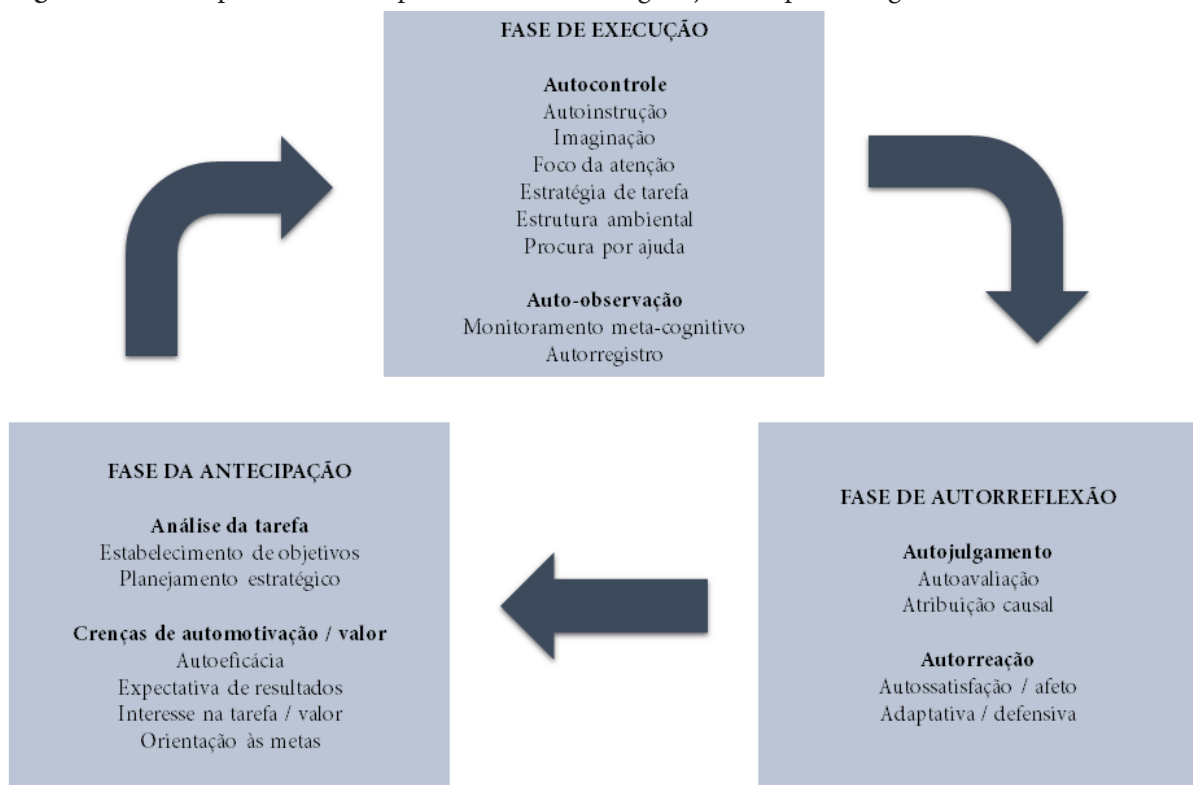 FASE DE EXECUÇÃO
Autocontrole
Autoinstrução
Imaginação
Foco da atenção
Estratégia de tarefa
Estrutura ambiental
Procura por ajuda
Auto-observação
Monitoramento meta-cognitivo
Autorregistro
FASE DA ANTECIPAÇÃO
Análise da tarefa
Estabelecimento de objetivos
Planejamento estratégico
Crenças de automotivação / valor
Autoeficácia
Expectativa de resultados
Interesse na tarefa / valor
Orientação às metas
FASE DE AUTORREFLEXÃO
Autojulgamento
Autoavaliação
Atribuição causal
Autorreação
Autossatisfação / afeto
Adaptativa / defensiva